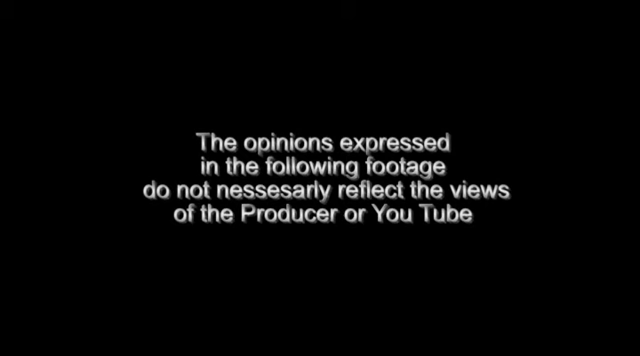 The opinions expressed
in the following footage
do not nessesarly reflect the views
of the Producer or You Tube